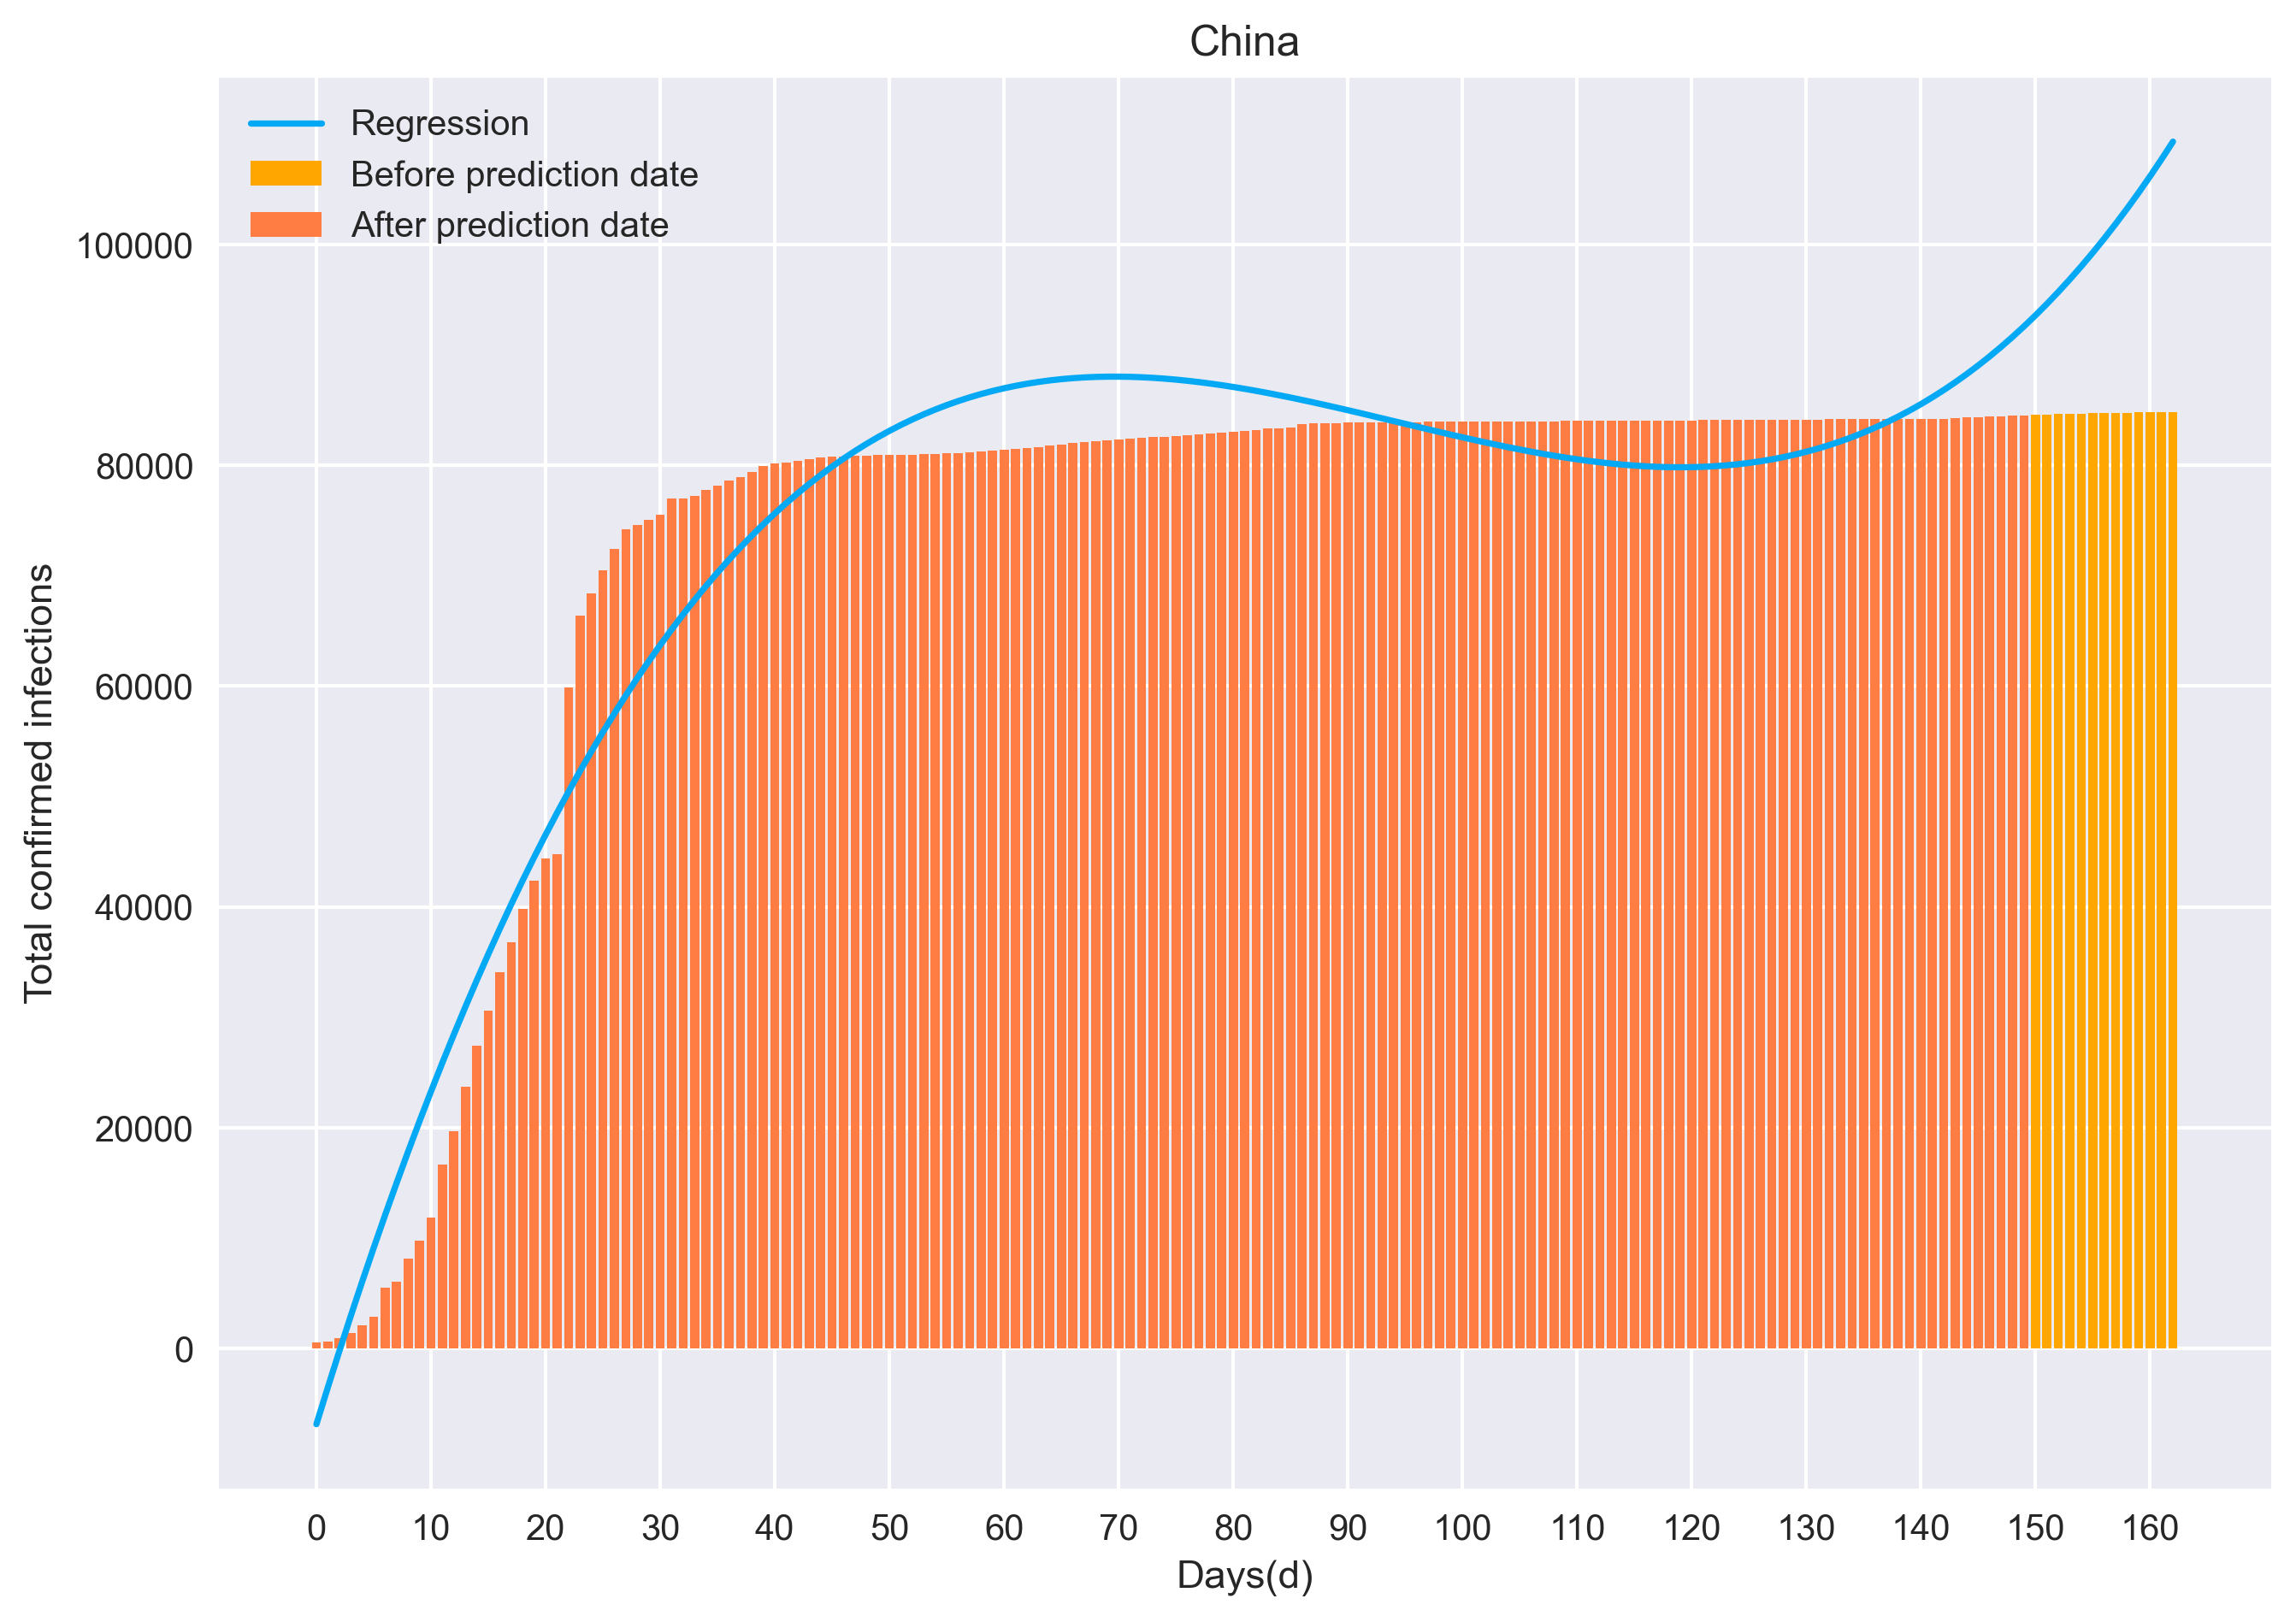 China
Regression
Before prediction date
After prediction date
Total confirmed infections
100000
80000
60000
40000
20000
0
0 10 20 30 40 50 60 70 80 90 100 110 120 130 140 150 160
Days(d)